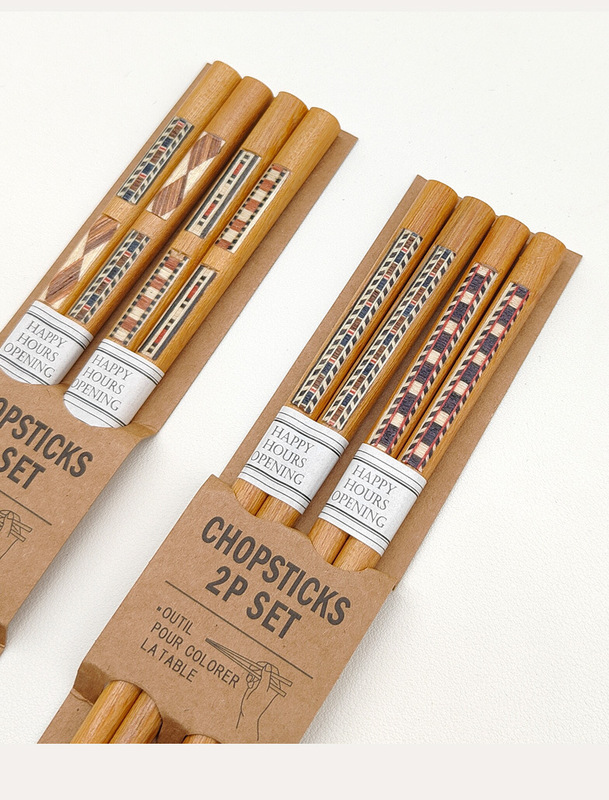 HAPPY
HOURS
OPENING
HAPPY
HOURS
OPENING
OPSTICKS
SET
HAPPY
HOURS
OPENING
HAPPY
HOURS
OPENING
CHOPSTICKS
2P SET
•OUTIL
POUR COLORER
LA TABLE